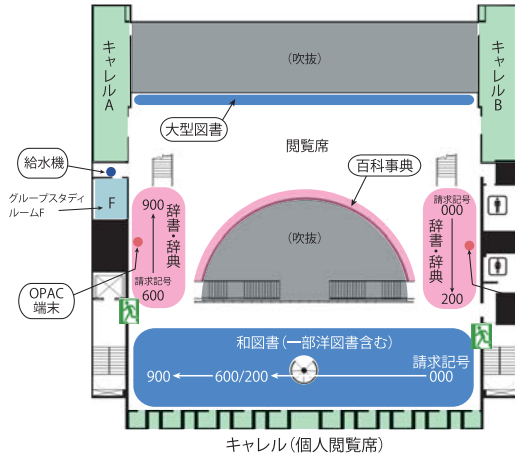 キャレルA
(吹抜)
キャレルB
大型図書
閲覧席
給水機
百科事典
グループスタディ
ルームF
F
900
請求記号
600
辞書・辞典
(吹抜)
辞書・辞典
請求記号
000
200
OPAC
端末
和図書(一部洋図書含む)
請求記号
900
600/200
000
キャレル(個人閲覧席)